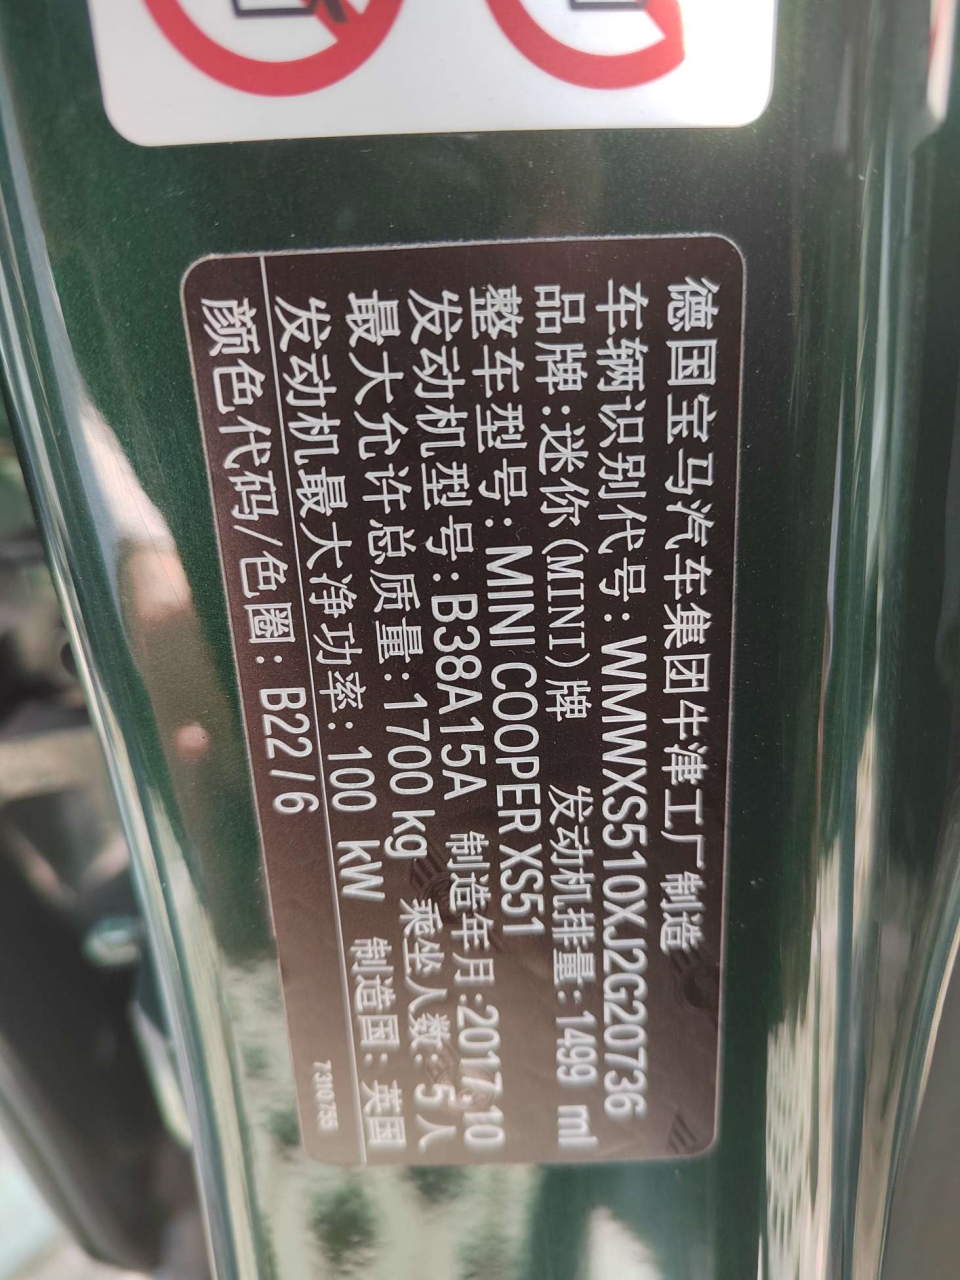 德国宝马汽车集团牛津工厂制造
车辆识别代号: WMWXS510XJ2G20736
品牌:迷你(MINI)牌 发动机排量:1499 ml
整车型号: MINI COOPER XS51
发动机型号:B38A15A 制造年月:2017.10
最大允许总质量:1700 kg 乘坐人数: 5人
发动机最大净功率: 100 kW 制造国: 英国
颜色代码/色圈: B22/6
7310755